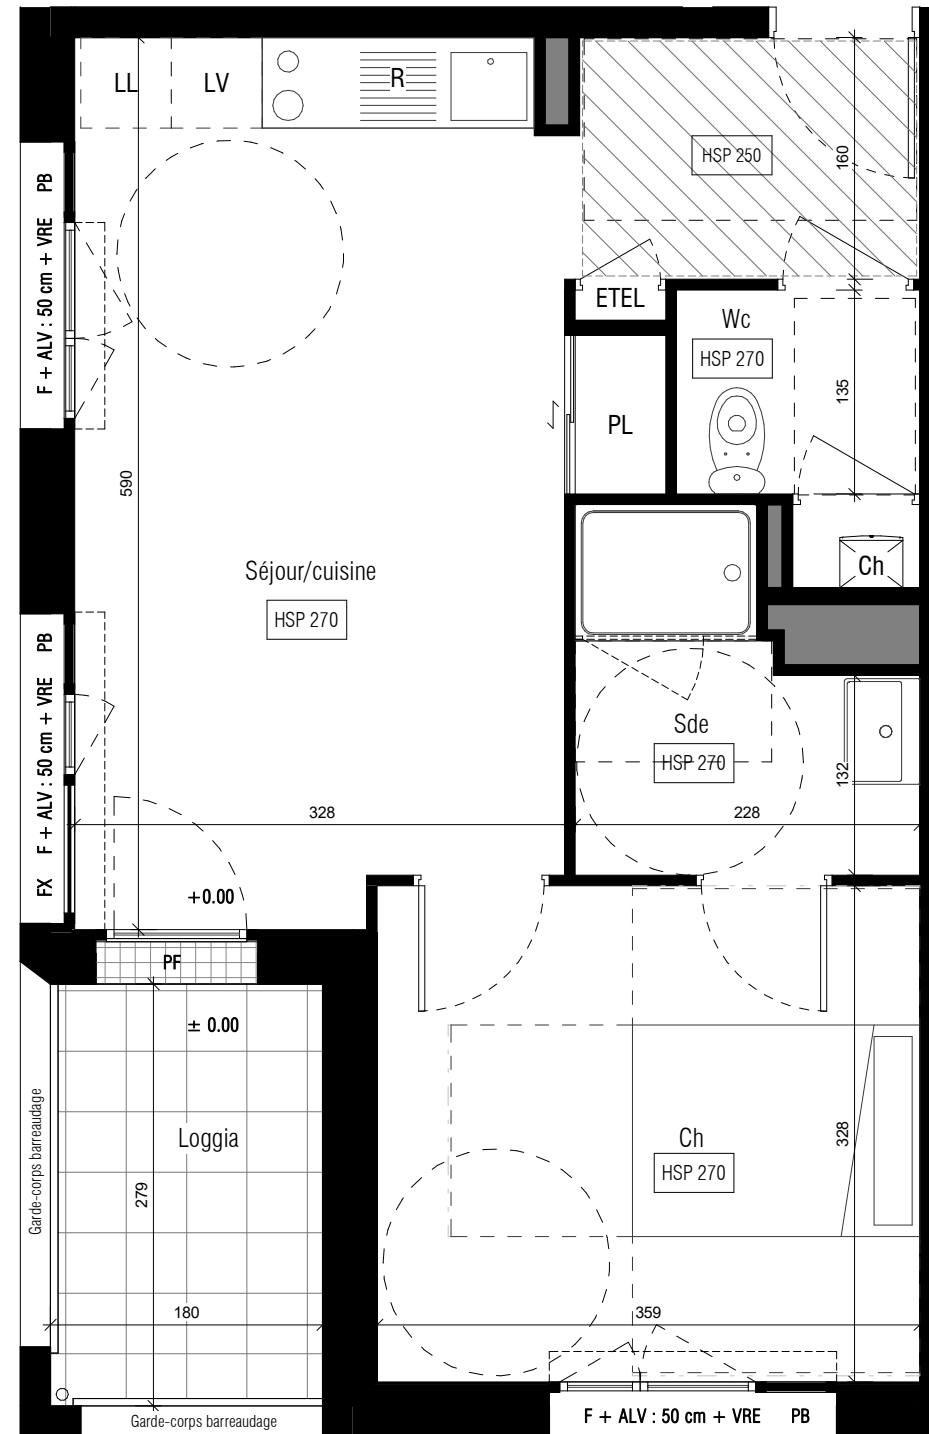 LL
LV
R
HSP 250
160
F + ALV : 50 cm + VRE PB
ETEL
Wc
HSP 270
135
PL
590
Séjour/cuisine
HSP 270
Ch
FX F + ALV : 50 cm + VRE PB
Sde
HSP 270
132
328
228
+0.00
PF
± 0.00
Garde-corps barreaudage
Loggia
279
Ch
HSP 270
328
180
359
Garde-corps barreaudage
F + ALV : 50 cm + VRE PB